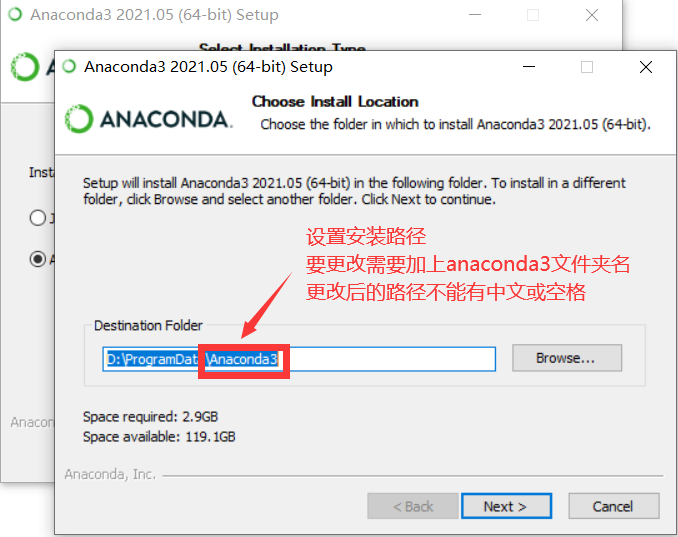 Anaconda3 2021.05 (64-bit) Setup
Select Installation Type
Anaconda3 2021.05 (64-bit) Setup
ANACONDA.
Choose Install Location
Choose the folder in which to install Anaconda3 2021.05 (64-bit).
Setup will install Anaconda3 2021.05 (64-bit) in the following folder. To install in a different
folder, click Browse and select another folder. Click Next to continue.
设置安装路径
要更改需要加上anaconda3文件夹名
更改后的路径不能有中文或空格
Destination Folder
D:\ProgramDat \Anaconda3
Browse...
Space required: 2.9GB
Space available: 119.1GB
Anaconda, Inc.
< Back
Next >
Cancel